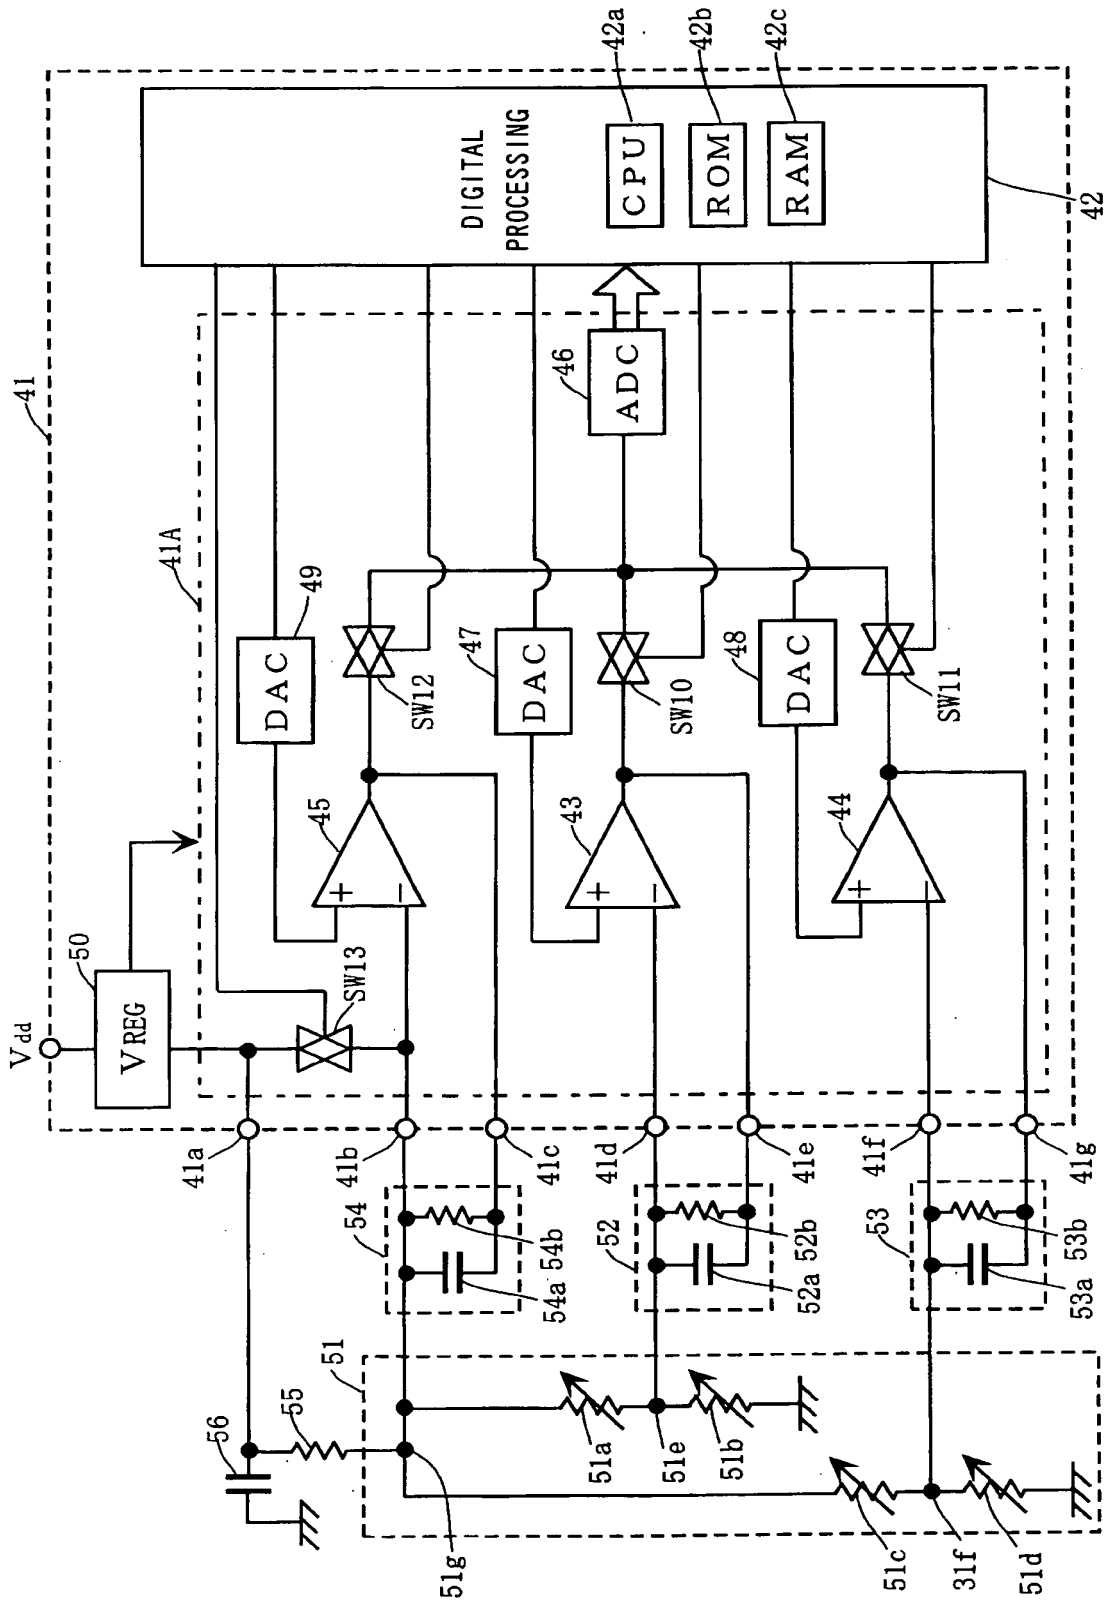 41
Vdd
50
VREG
41A
DIGITAL
PROCESSING
42a
CPU
42b
ROM
42c
RAM
42
49
DAC
46
ADC
47
DAC
48
DAC
SW12
SW10
SW11
SW13
45
+
−
43
+
−
44
+
−
41a
41b
41c
41d
41e
41f
41g
54
54b
54a
52
52b
52a
53
53b
53a
56
55
51
51a
51e
51b
51g
51c
31f
51d